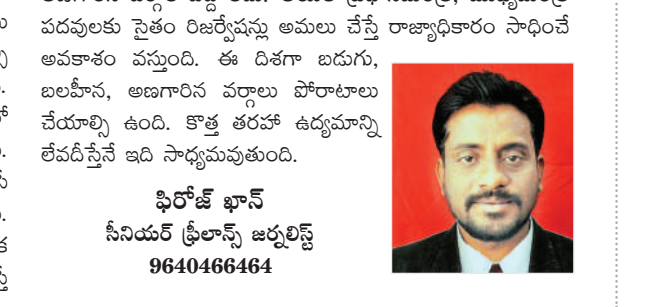 పదవులకు సైతం రిజర్వేషన్లు అమలు చేస్తే రాజ్యాధికారం సాధించే
అవకాశం వస్తుంది. ఈ దిశగా బడుగు,
బలహీన, అణగారిన వర్గాలు పోరాటాలు
చేయాల్సి ఉంది. కొత్త తరహా ఉద్యమాన్ని
లేవదీస్తేనే ఇది సాధ్యమవుతుంది.
ఫిరోజ్ ఖాన్
సీనియర్ ఫ్రీలాన్స్ జర్నలిస్ట్
9640466464